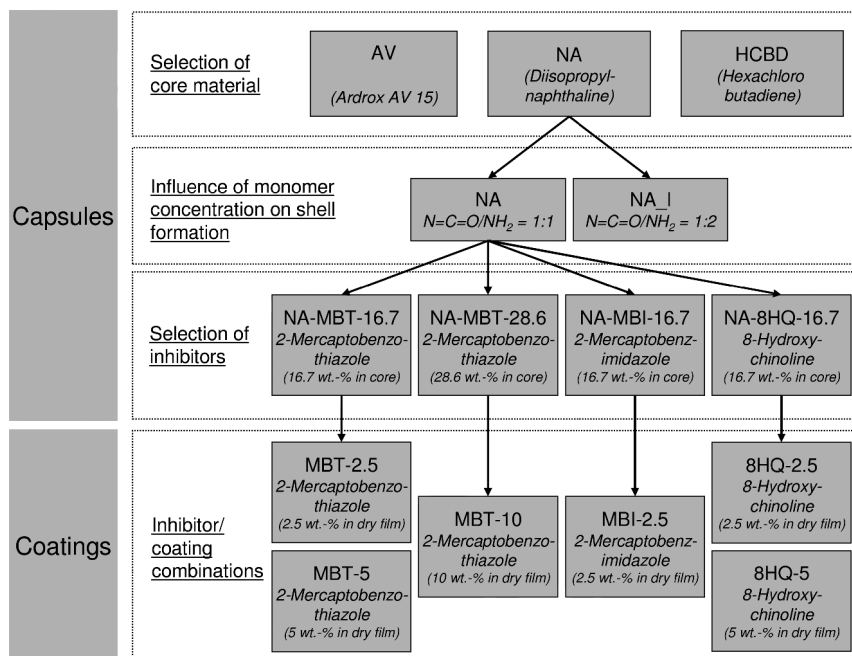 Capsules
Selection of
core material
AV
(Ardrox AV 15)
NA
(Diisopropyl-
naphthaline)
HCBD
(Hexachloro
butadiene)
Influence of monomer
concentration on shell
formation
NA
N=C=O/NH₂ = 1:1
NA_I
N=C=O/NH₂ = 1:2
Selection of
inhibitors
NA-MBT-16.7
2-Mercaptobenzo-
thiazole
(16.7 wt.-% in core)
NA-MBT-28.6
2-Mercaptobenzo-
thiazole
(28.6 wt.-% in core)
NA-MBI-16.7
2-Mercaptobenz-
imidazole
(16.7 wt.-% in core)
NA-8HQ-16.7
8-Hydroxy-
chinoline
(16.7 wt.-% in core)
Coatings
Inhibitor/
coating
combinations
MBT-2.5
2-Mercaptobenzo-
thiazole
(2.5 wt.-% in dry film)
MBT-5
2-Mercaptobenzo-
thiazole
(5 wt.-% in dry film)
MBT-10
2-Mercaptobenzo-
thiazole
(10 wt.-% in dry film)
MBI-2.5
2-Mercaptobenz-
imidazole
(2.5 wt.-% in dry film)
8HQ-2.5
8-Hydroxy-
chinoline
(2.5 wt.-% in dry film)
8HQ-5
8-Hydroxy-
chinoline
(5 wt.-% in dry film)